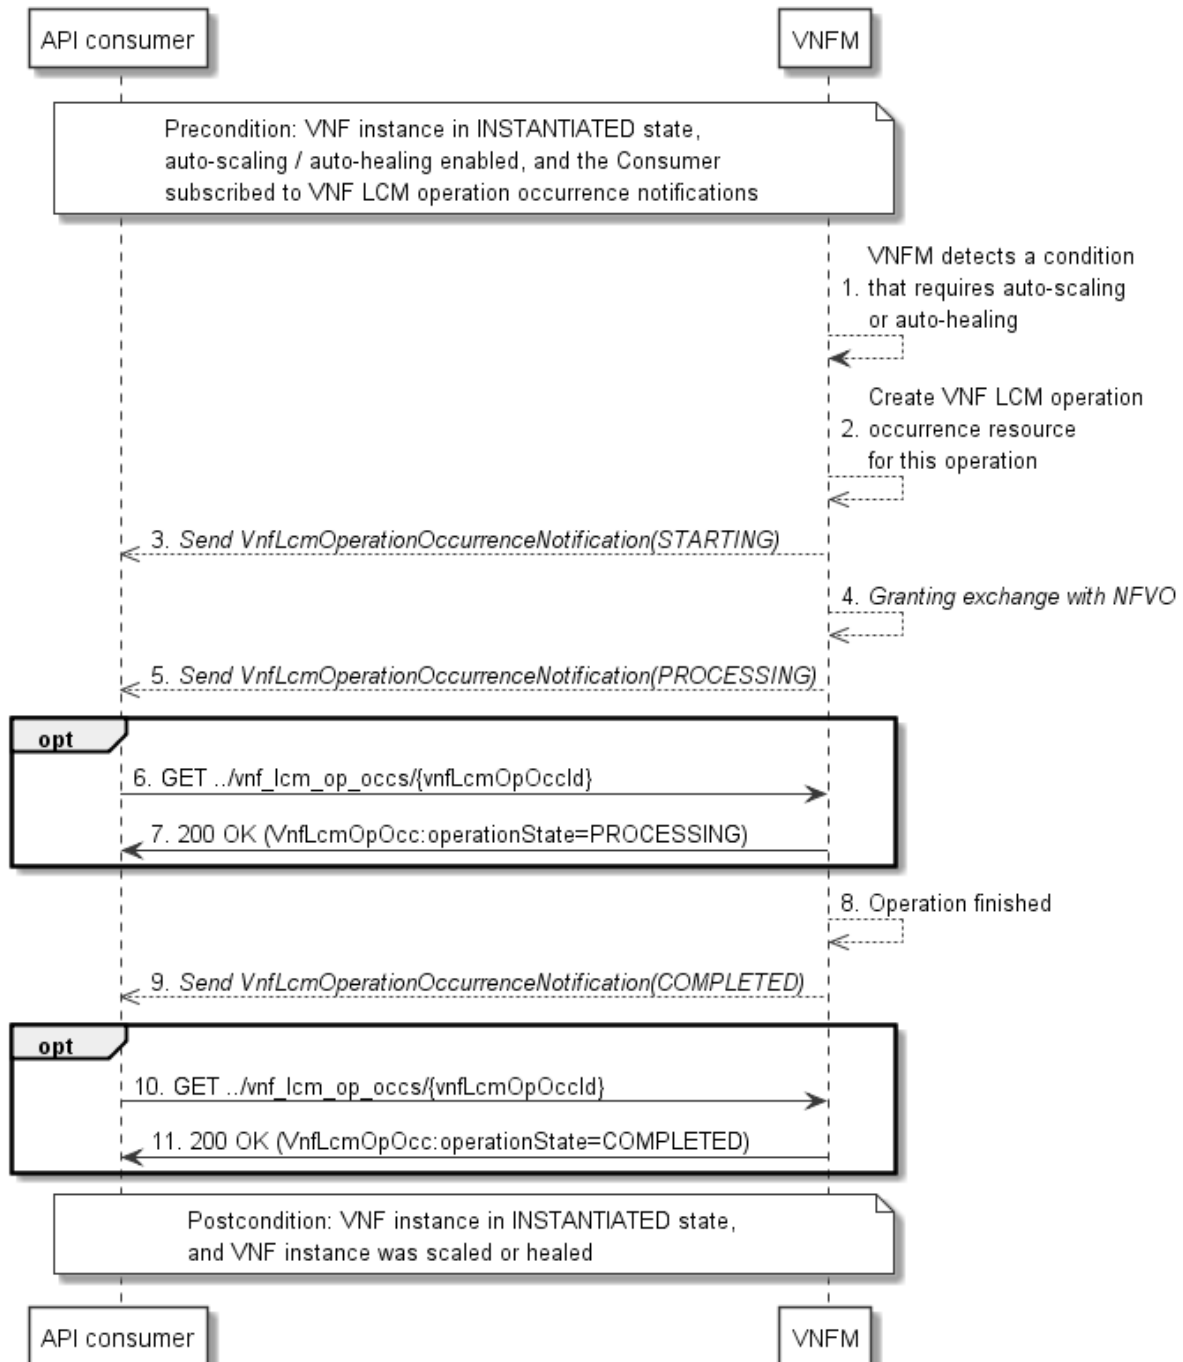 API consumer
VNFM
Precondition: VNF instance in INSTANTIATED state,
auto-scaling / auto-healing enabled, and the Consumer
subscribed to VNF LCM operation occurrence notifications
VNFM detects a condition
1. that requires auto-scaling
or auto-healing
Create VNF LCM operation
2. occurrence resource
for this operation
3. Send VnfLcmOperationOccurrenceNotification(STARTING)
4. Granting exchange with NFVO
5. Send VnfLcmOperationOccurrenceNotification(PROCESSING)
opt
6. GET ../vnf_lcm_op_occs/{vnfLcmOpOccId}
7. 200 OK (VnfLcmOpOcc:operationState=PROCESSING)
8. Operation finished
9. Send VnfLcmOperationOccurrenceNotification(COMPLETED)
opt
10. GET ../vnf_lcm_op_occs/{vnfLcmOpOccId}
11. 200 OK (VnfLcmOpOcc:operationState=COMPLETED)
Postcondition: VNF instance in INSTANTIATED state,
and VNF instance was scaled or healed
API consumer
VNFM